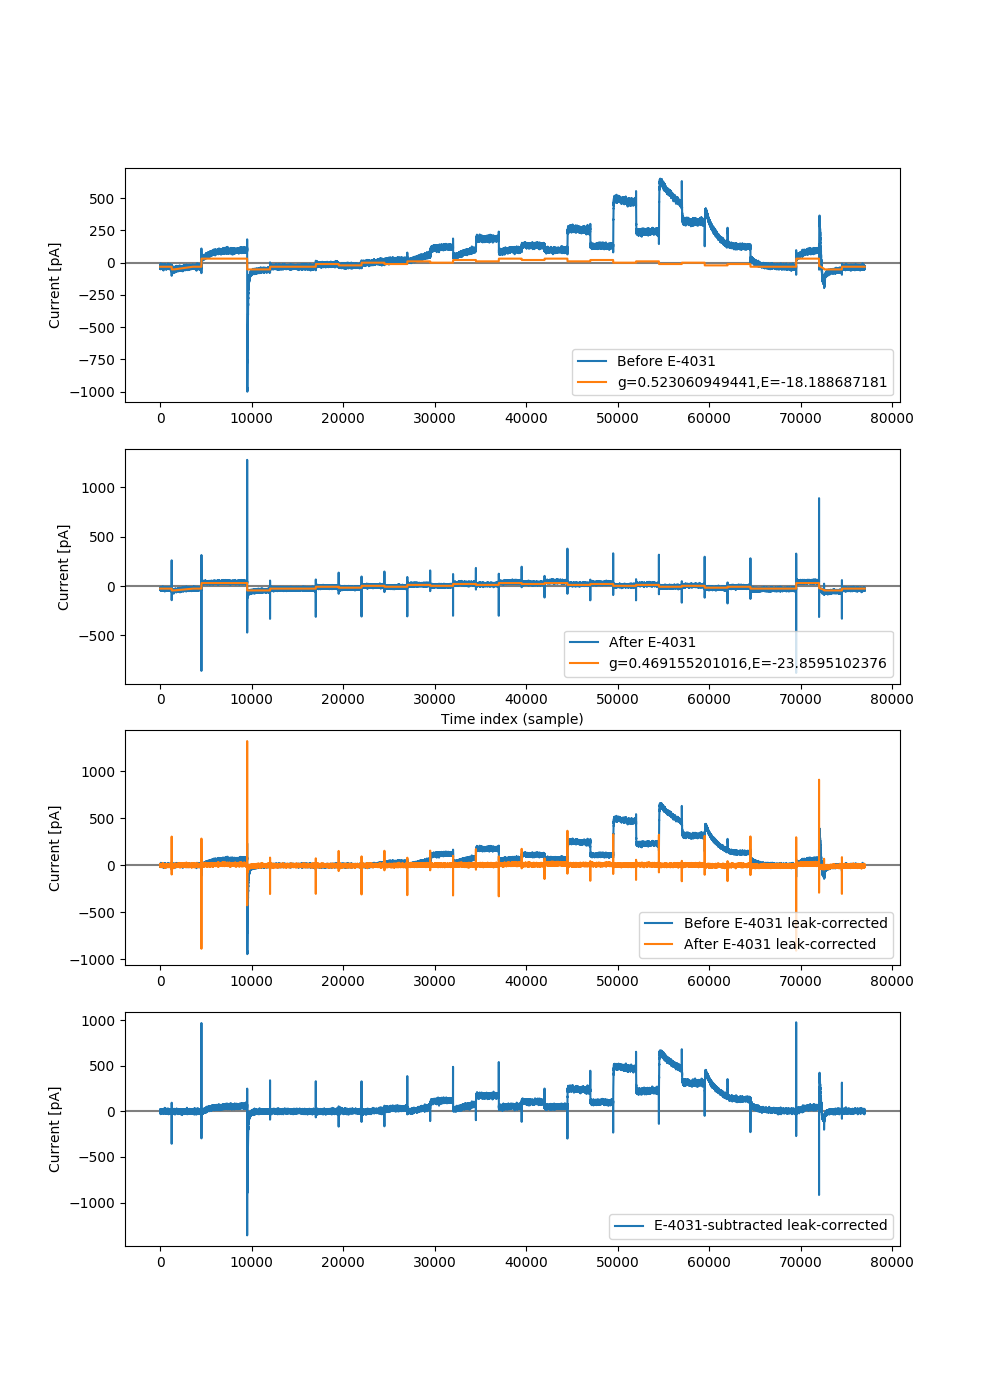 500
250
0
−250
−500
−750
−1000
Current [pA]
Before E-4031
g=0.523060949441,E=-18.188687181
0 10000 20000 30000 40000 50000 60000 70000 80000
1000
500
0
−500
Current [pA]
After E-4031
g=0.469155201016,E=-23.8595102376
0 10000 20000 30000 40000 50000 60000 70000 80000
Time index (sample)
1000
500
0
−500
−1000
Current [pA]
Before E-4031 leak-corrected
After E-4031 leak-corrected
0 10000 20000 30000 40000 50000 60000 70000 80000
1000
500
0
−500
−1000
Current [pA]
E-4031-subtracted leak-corrected
0 10000 20000 30000 40000 50000 60000 70000 80000